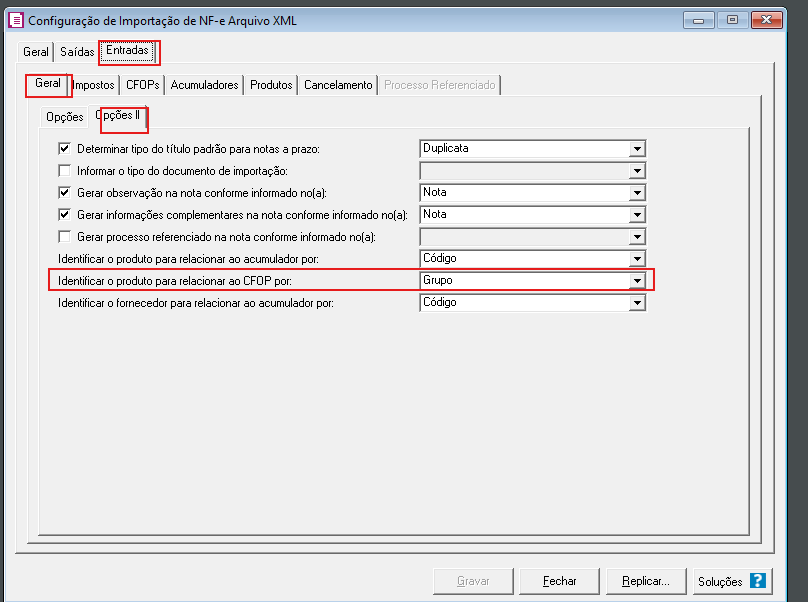 Configuração de Importação de NF-e Arquivo XML
Geral Saídas Entradas
Geral Impostos CFOPs Acumuladores Produtos Cancelamento Processo Referenciado
Opções Opções II
Determinar tipo do título padrão para notas a prazo: Duplicata
Informar o tipo do documento de importação:
Gerar observação na nota conforme informado no(a): Nota
Gerar informações complementares na nota conforme informado no(a): Nota
Gerar processo referenciado na nota conforme informado no(a):
Identificar o produto para relacionar ao acumulador por: Código
Identificar o produto para relacionar ao CFOP por: Grupo
Identificar o fornecedor para relacionar ao acumulador por: Código
Gravar Fechar Replicar... Soluções ?